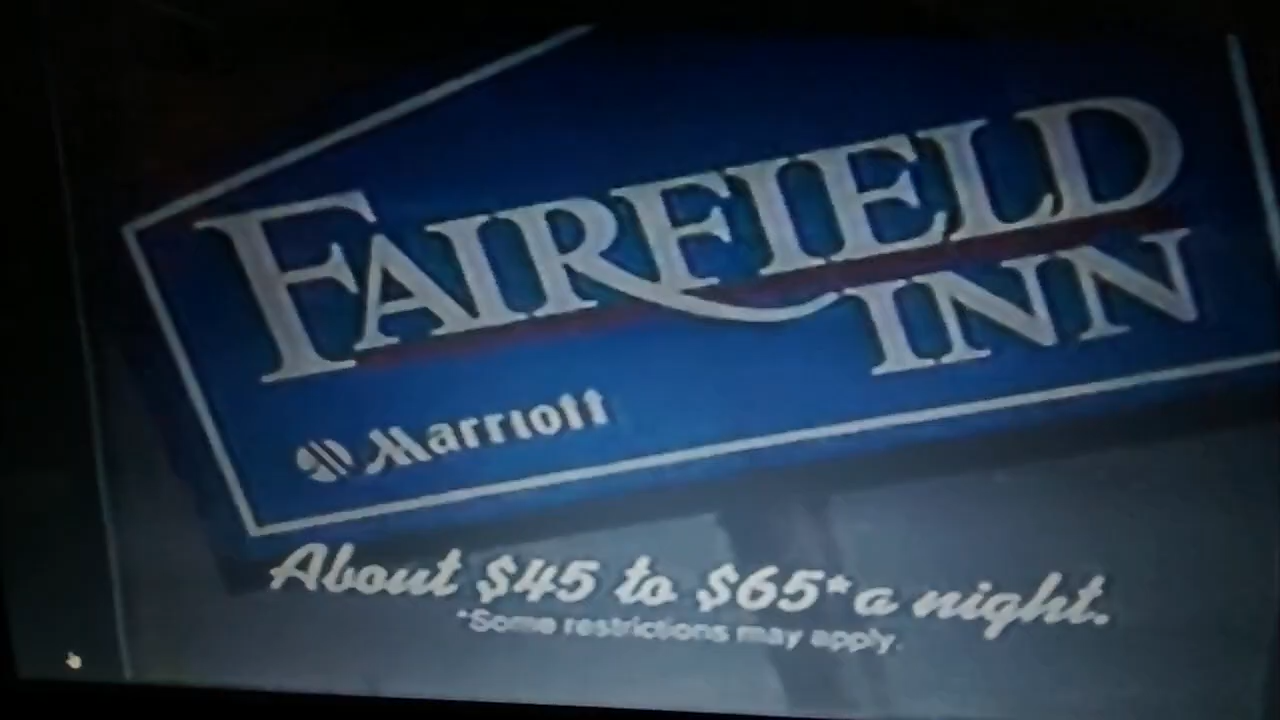 FAIRFIELD
INN
Marriott
About $45 to $65* a night.
*Some restrictions may apply.